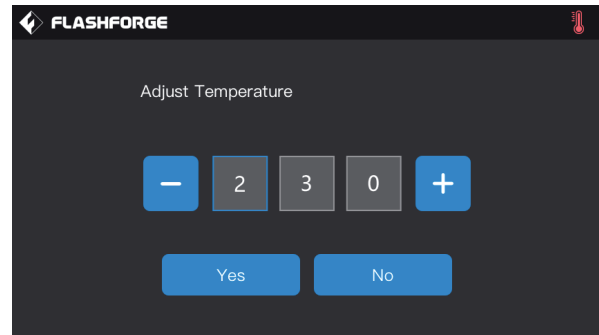 FLASHFORGE
Adjust Temperature
− 2 3 0 +
Yes No